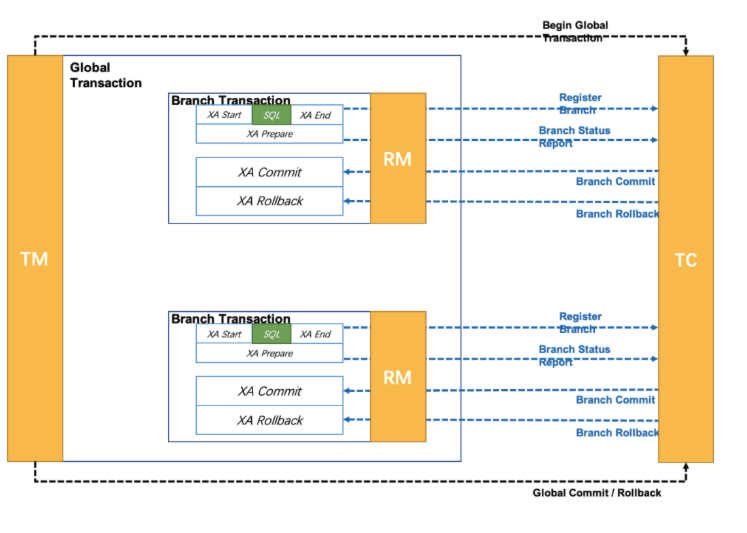 Begin Global
Transaction
Global
Transaction
Branch Transaction
XA Start SQL XA End
XA Prepare
XA Commit
XA Rollback
RM
Register
Branch
Branch Status
Report
Branch Commit
Branch Rollback
TM
TC
Branch Transaction
XA Start SQL XA End
XA Prepare
XA Commit
XA Rollback
RM
Register
Branch
Branch Status
Report
Branch Commit
Branch Rollback
Global Commit / Rollback